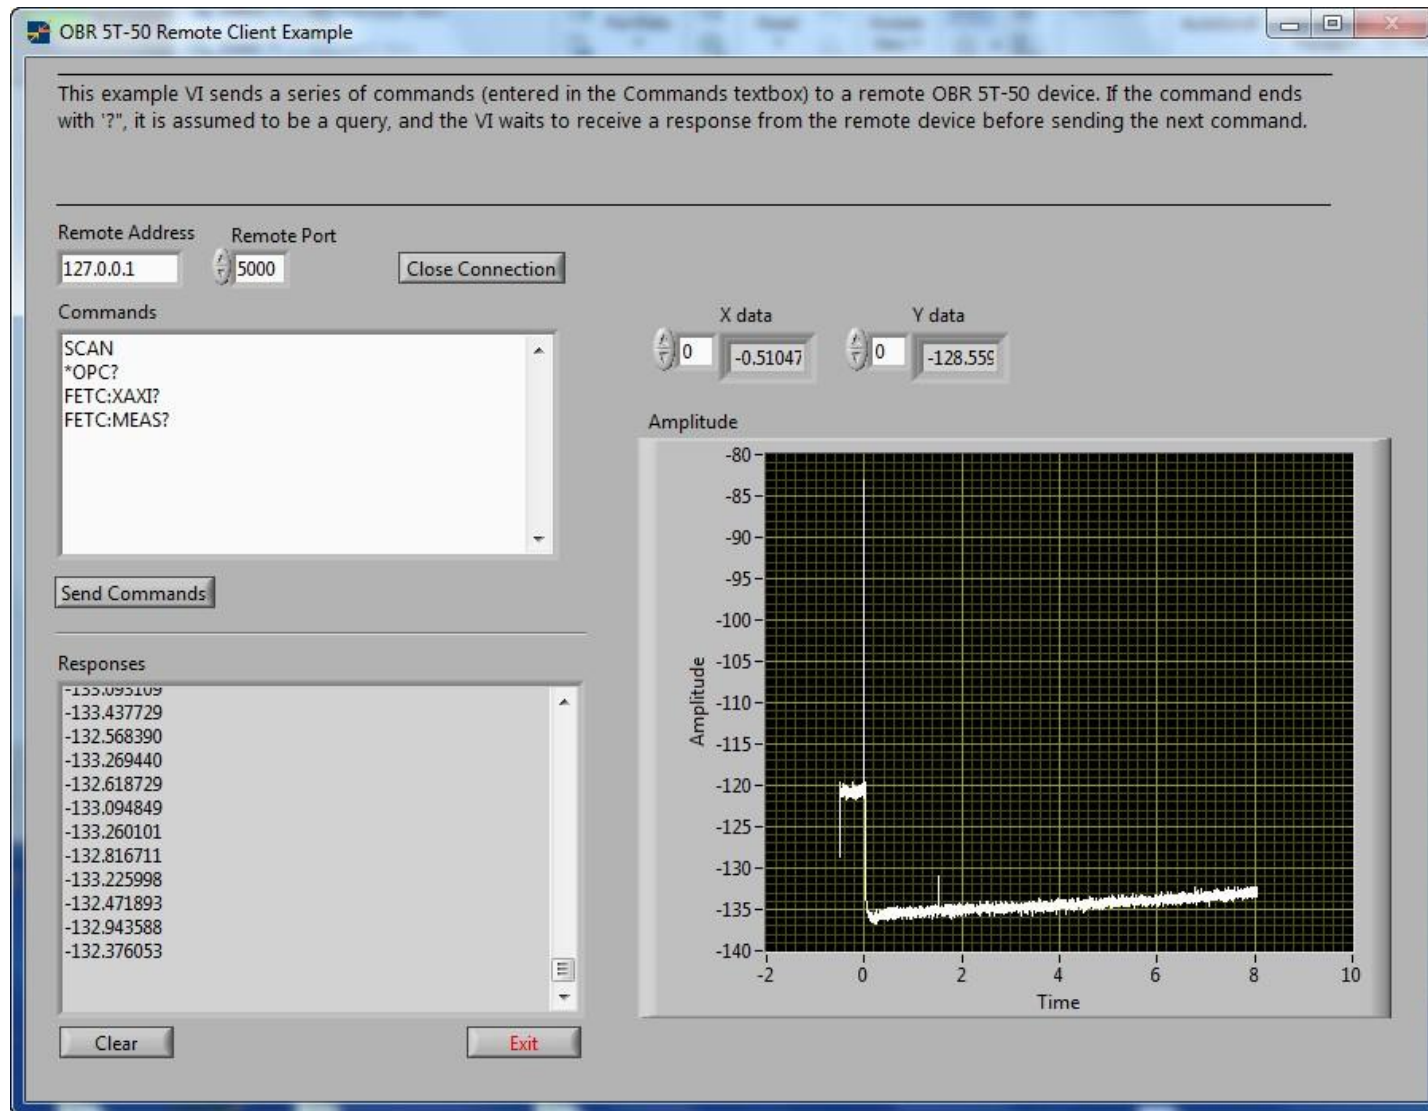 OBR 5T-50 Remote Client Example
This example VI sends a series of commands (entered in the Commands textbox) to a remote OBR 5T-50 device. If the command ends
with '?", it is assumed to be a query, and the VI waits to receive a response from the remote device before sending the next command.
Remote Address
Remote Port
127.0.0.1
5000
Close Connection
Commands
SCAN
*OPC?
FETC:XAXI?
FETC:MEAS?
Send Commands
Responses
-133.093109
-133.437729
-132.568390
-133.269440
-132.618729
-133.094849
-133.260101
-132.816711
-133.225998
-132.471893
-132.943588
-132.376053
Clear
Exit
X data
0
-0.51047
Y data
0
-128.559
Amplitude
-80
-85
-90
-95
-100
-105
-110
-115
-120
-125
-130
-135
-140
Amplitude
-2
0
2
4
6
8
10
Time